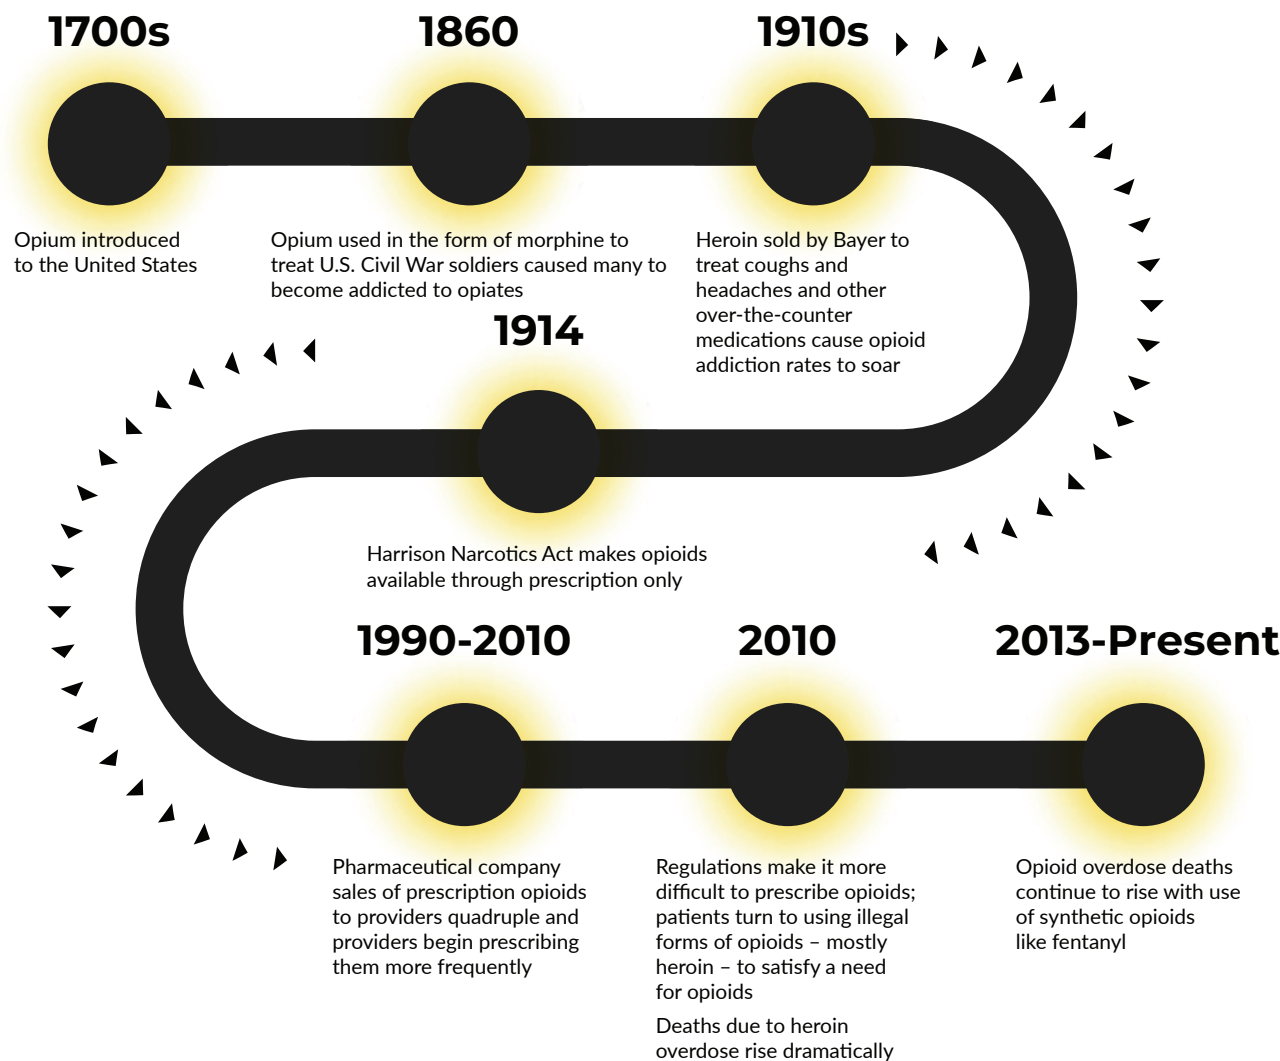 1700s
Opium introduced
to the United States
1860
Opium used in the form of morphine to
treat U.S. Civil War soldiers caused many to
become addicted to opiates
1910s
Heroin sold by Bayer to
treat coughs and
headaches and other
over-the-counter
medications cause opioid
addiction rates to soar
1914
Harrison Narcotics Act makes opioids
available through prescription only
1990-2010
Pharmaceutical company
sales of prescription opioids
to providers quadruple and
providers begin prescribing
them more frequently
2010
Regulations make it more
difficult to prescribe opioids;
patients turn to using illegal
forms of opioids – mostly
heroin – to satisfy a need
for opioids
Deaths due to heroin
overdose rise dramatically
2013-Present
Opioid overdose deaths
continue to rise with use
of synthetic opioids
like fentanyl